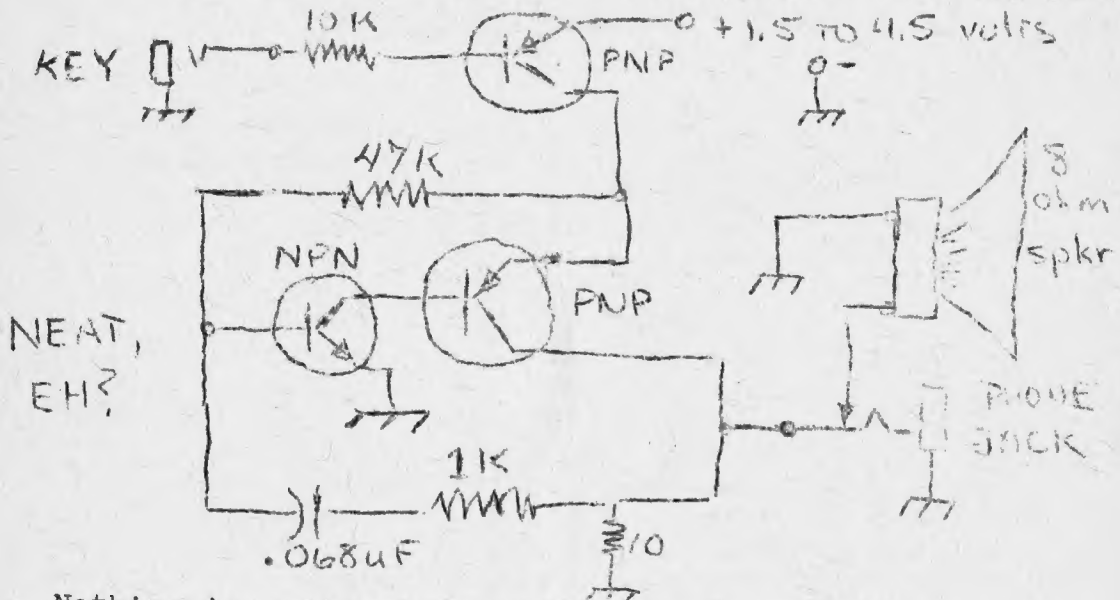 10K
+1.5 TO 4.5 volts
KEY
PNP
-
47K
8
ohm
spkr
NPN
PNP
NEAT,
EH?
PHONE
JACK
1K
.068uF
10